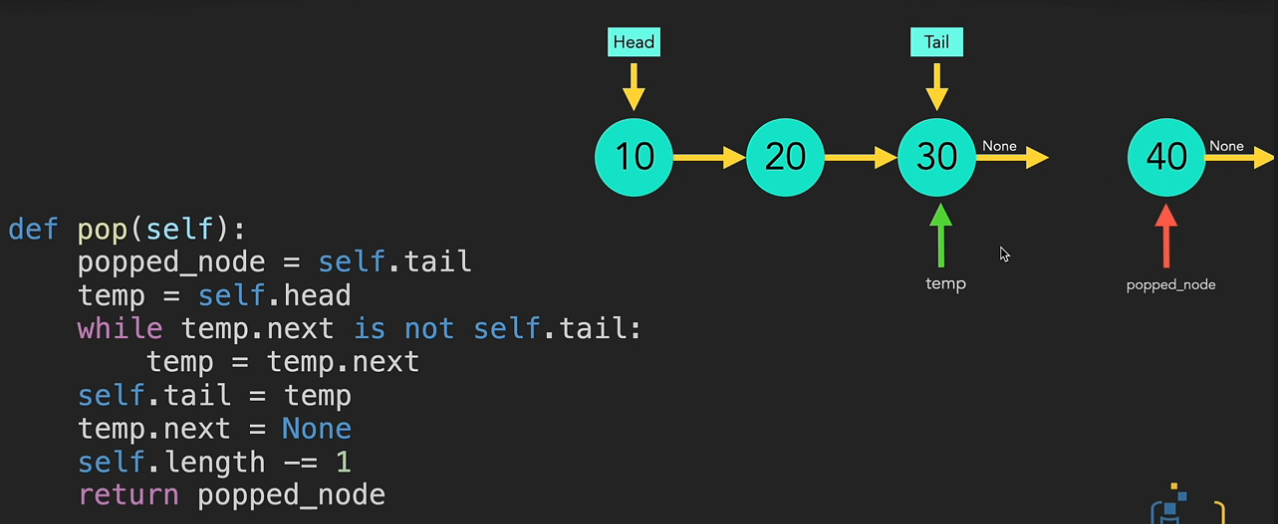 Head Tail
10 20 30 None 40 None
temp popped_node
def pop(self):
    popped_node = self.tail
    temp = self.head
    while temp.next is not self.tail:
        temp = temp.next
    self.tail = temp
    temp.next = None
    self.length -= 1
    return popped_node